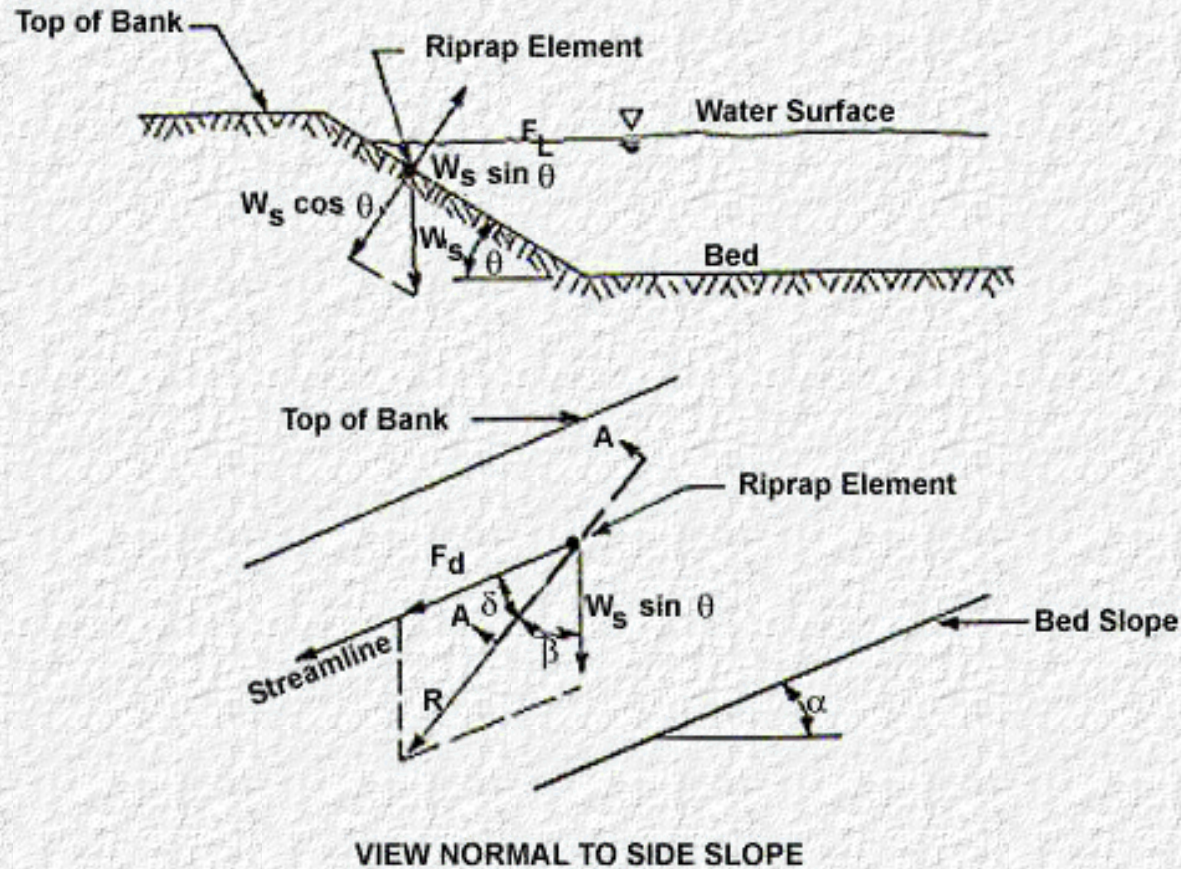 Top of Bank
Riprap Element
Water Surface
F_L
W_s sin θ
W_s cos θ
W_s
θ
Bed
Top of Bank
A
Riprap Element
F_d
δ
W_s sin θ
A
β
Bed Slope
Streamline
R
α
VIEW NORMAL TO SIDE SLOPE